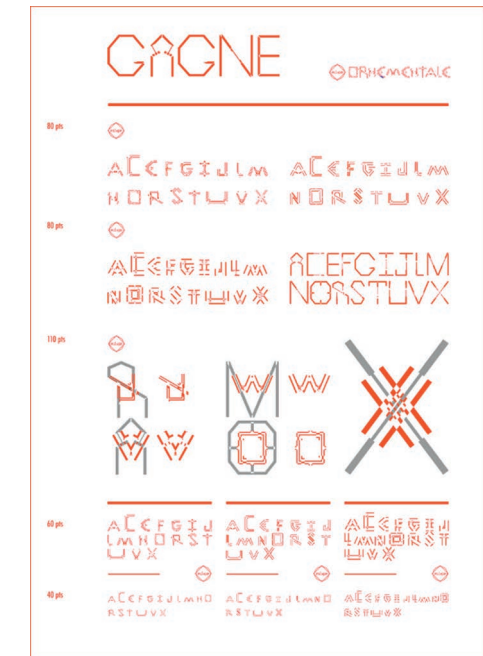 GAGNE
ORNEMENTALE
80 pts
ACEFGIJLM ACEFGIJLM
NORSTUVX NORSTUVX
80 pts
ACEFGIJLM ACEFGIJLM
NORSTUVX NORSTUVX
110 pts
X
60 pts
ACEFGIJ ACEFGIJ ACEFGIJ
LMNORST LMNORST LMNORST
UVX UVX UVX
40 pts
ACEFGIJLMNO ACEFGIJLMNO ACEFGIJLMNO
RSTUVX RSTUVX RSTUVX